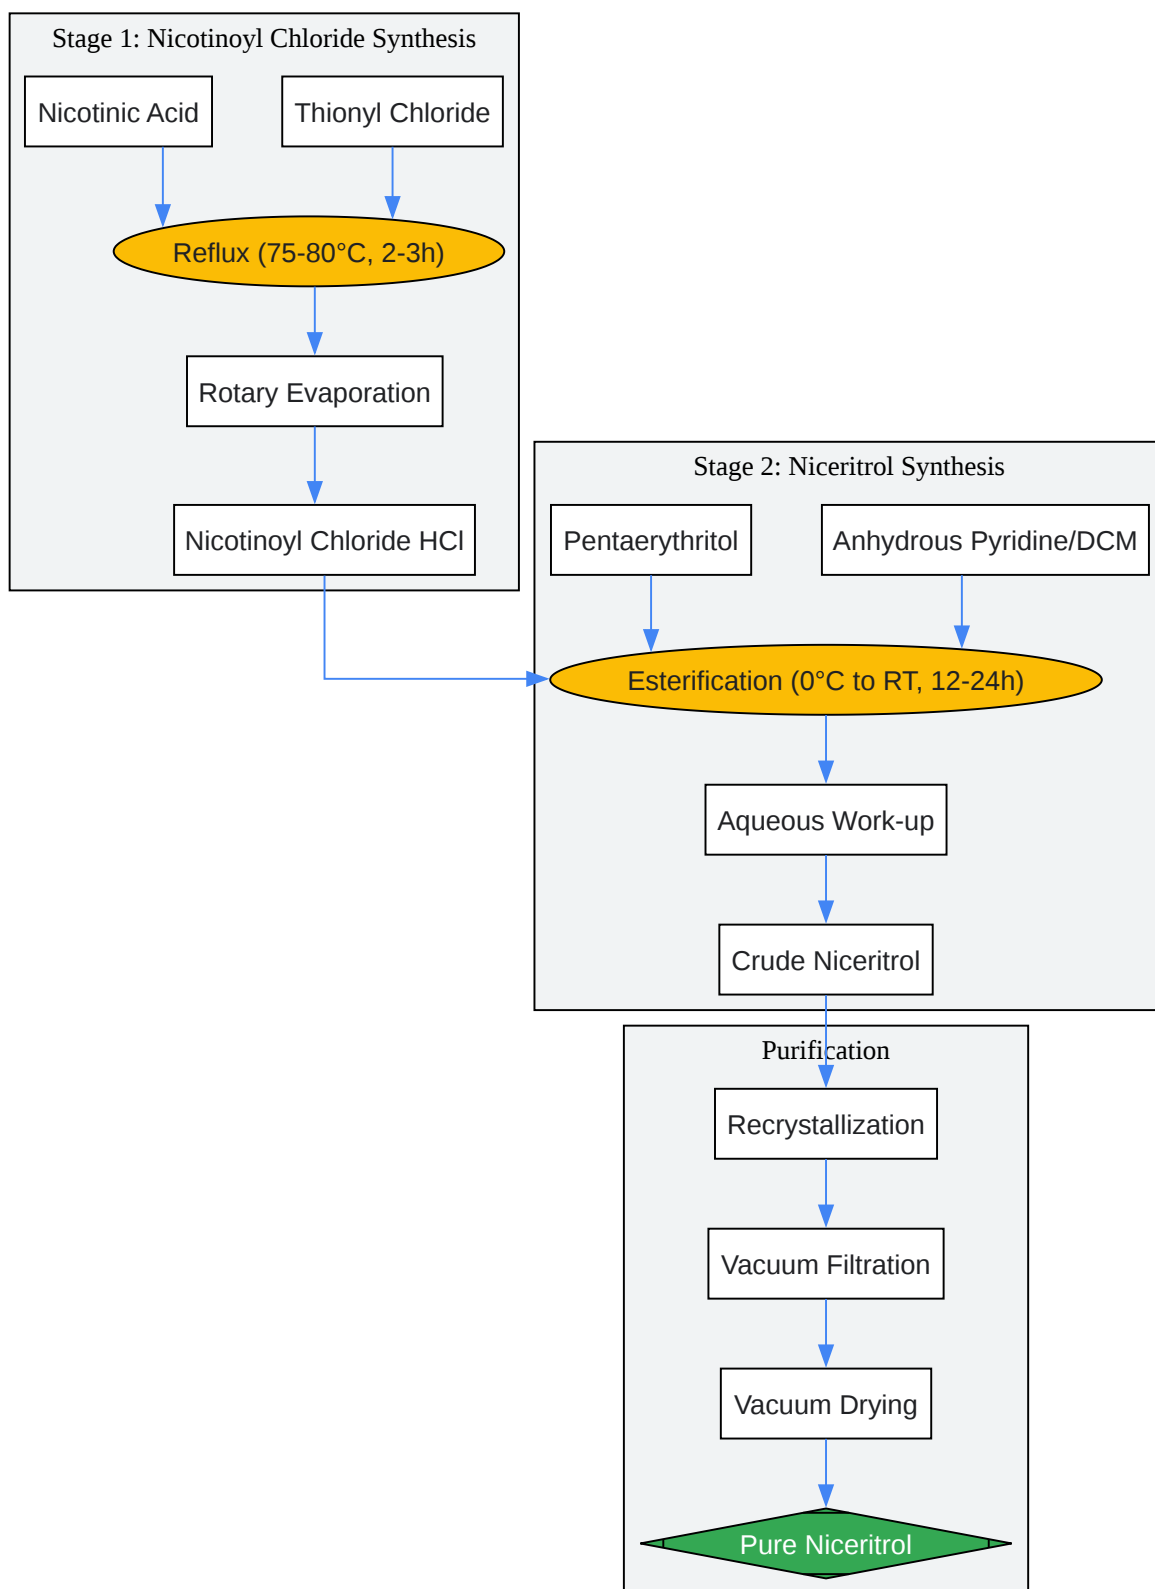 Stage 1: Nicotinoyl Chloride Synthesis
Nicotinic Acid
Thionyl Chloride
Reflux (75-80°C, 2-3h)
Rotary Evaporation
Nicotinoyl Chloride HCl
Stage 2: Niceritrol Synthesis
Pentaerythritol
Anhydrous Pyridine/DCM
Esterification (0°C to RT, 12-24h)
Aqueous Work-up
Crude Niceritrol
Purification
Recrystallization
Vacuum Filtration
Vacuum Drying
Pure Niceritrol